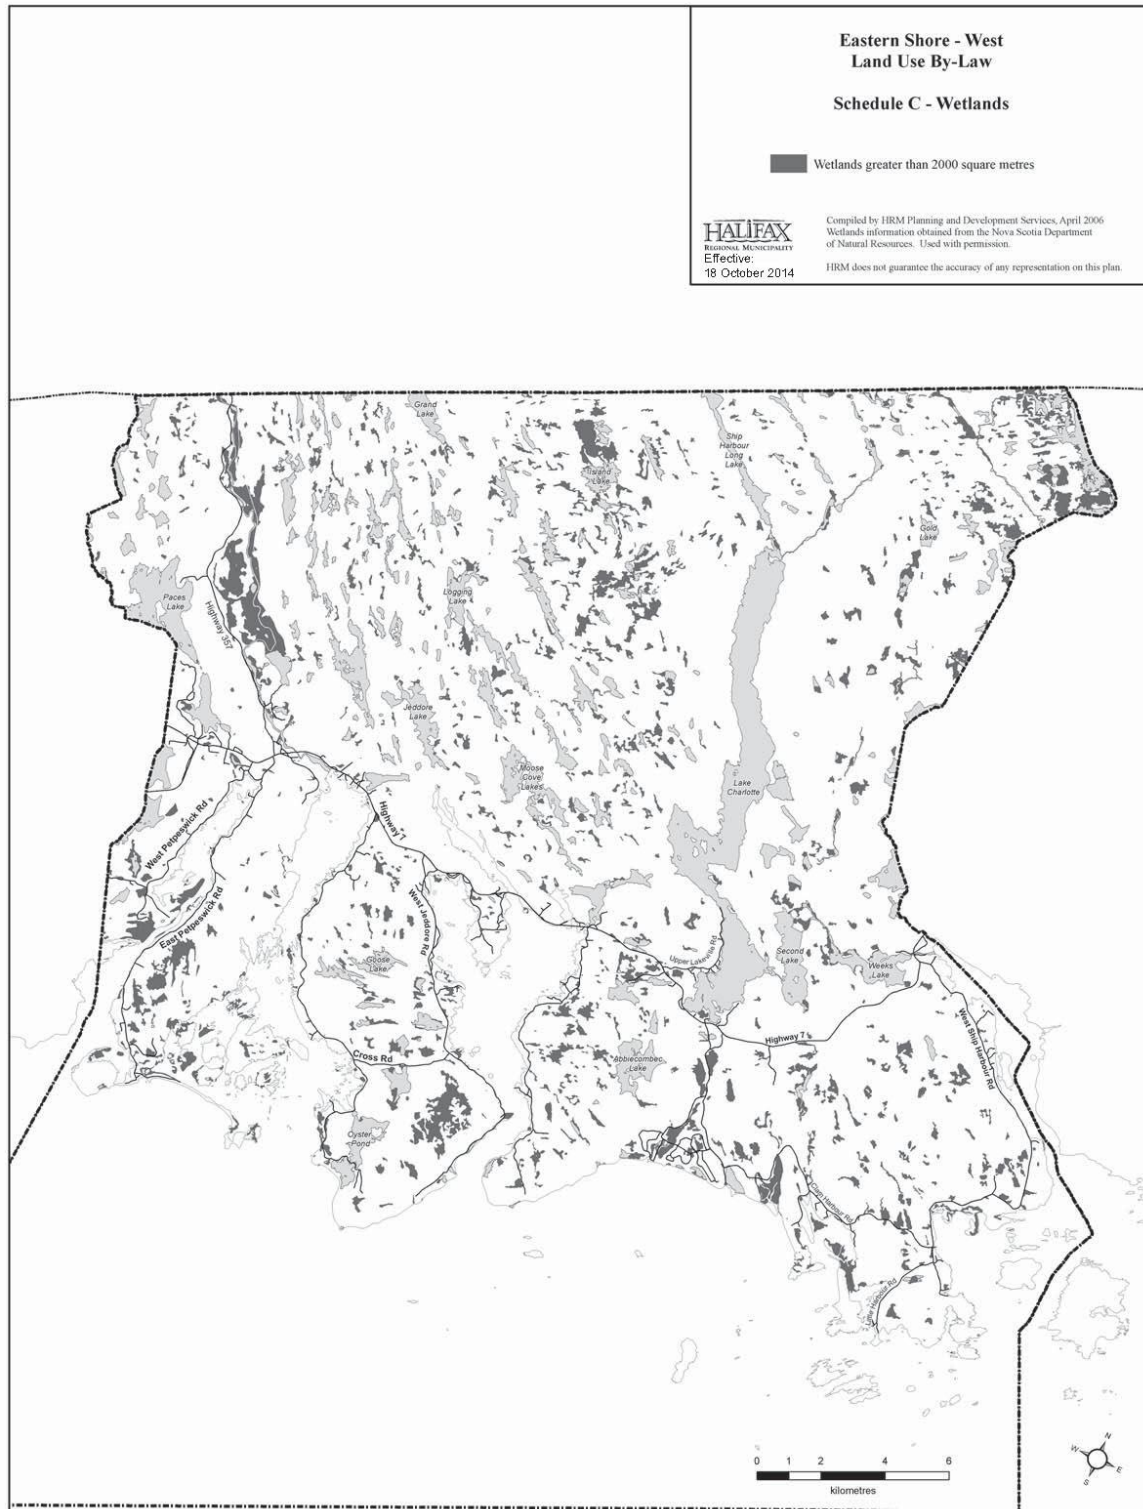 Eastern Shore - West
Land Use By-Law
Schedule C - Wetlands
Wetlands greater than 2000 square metres
HALIFAX
REGIONAL MUNICIPALITY
Effective:
18 October 2014
Compiled by HRM Planning and Development Services, April 2006
Wetlands information obtained from the Nova Scotia Department
of Natural Resources. Used with permission.
HRM does not guarantee the accuracy of any representation on this plan.
Grand
Lake
Ship
Harbour
Long
Lake
Island
Lake
Gold
Lake
Paces
Lake
Highway 357
Logging
Lake
Jeddore
Lake
Moose
Cove
Lakes
Lake
Charlotte
West Petpeswick Rd
Highway 7
East Petpeswick Rd
West Jeddore Rd
Goose
Lake
Upper Lakeville Rd
Second
Lake
Weeks
Lake
Cross Rd
Abbiecombec
Lake
Highway 7
West Ship Harbour Rd
Oyster
Pond
Clam Harbour Rd
Little Harbour Rd
N
W
E
S
0 1 2 4 6
kilometres